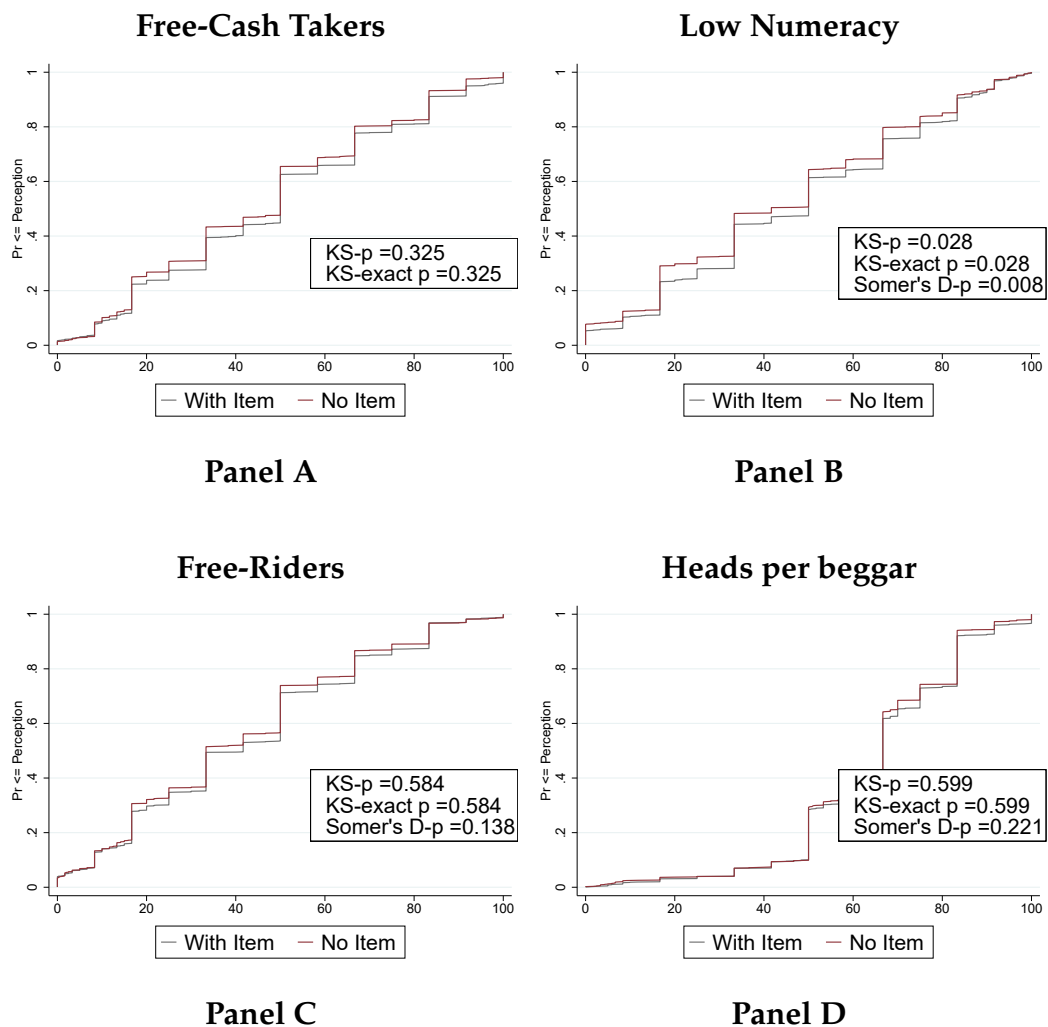 Free-Cash Takers
Pr <= Perception
0 .2 .4 .6 .8 1
KS-p =0.325
KS-exact p =0.325
0 20 40 60 80 100
With Item No Item
Panel A
Low Numeracy
Pr <= Perception
0 .2 .4 .6 .8 1
KS-p =0.028
KS-exact p =0.028
Somer's D-p =0.008
0 20 40 60 80 100
With Item No Item
Panel B
Free-Riders
Pr <= Perception
0 .2 .4 .6 .8 1
KS-p =0.584
KS-exact p =0.584
Somer's D-p =0.138
0 20 40 60 80 100
With Item No Item
Panel C
Heads per beggar
Pr <= Perception
0 .2 .4 .6 .8 1
KS-p =0.599
KS-exact p =0.599
Somer's D-p =0.221
0 20 40 60 80 100
With Item No Item
Panel D